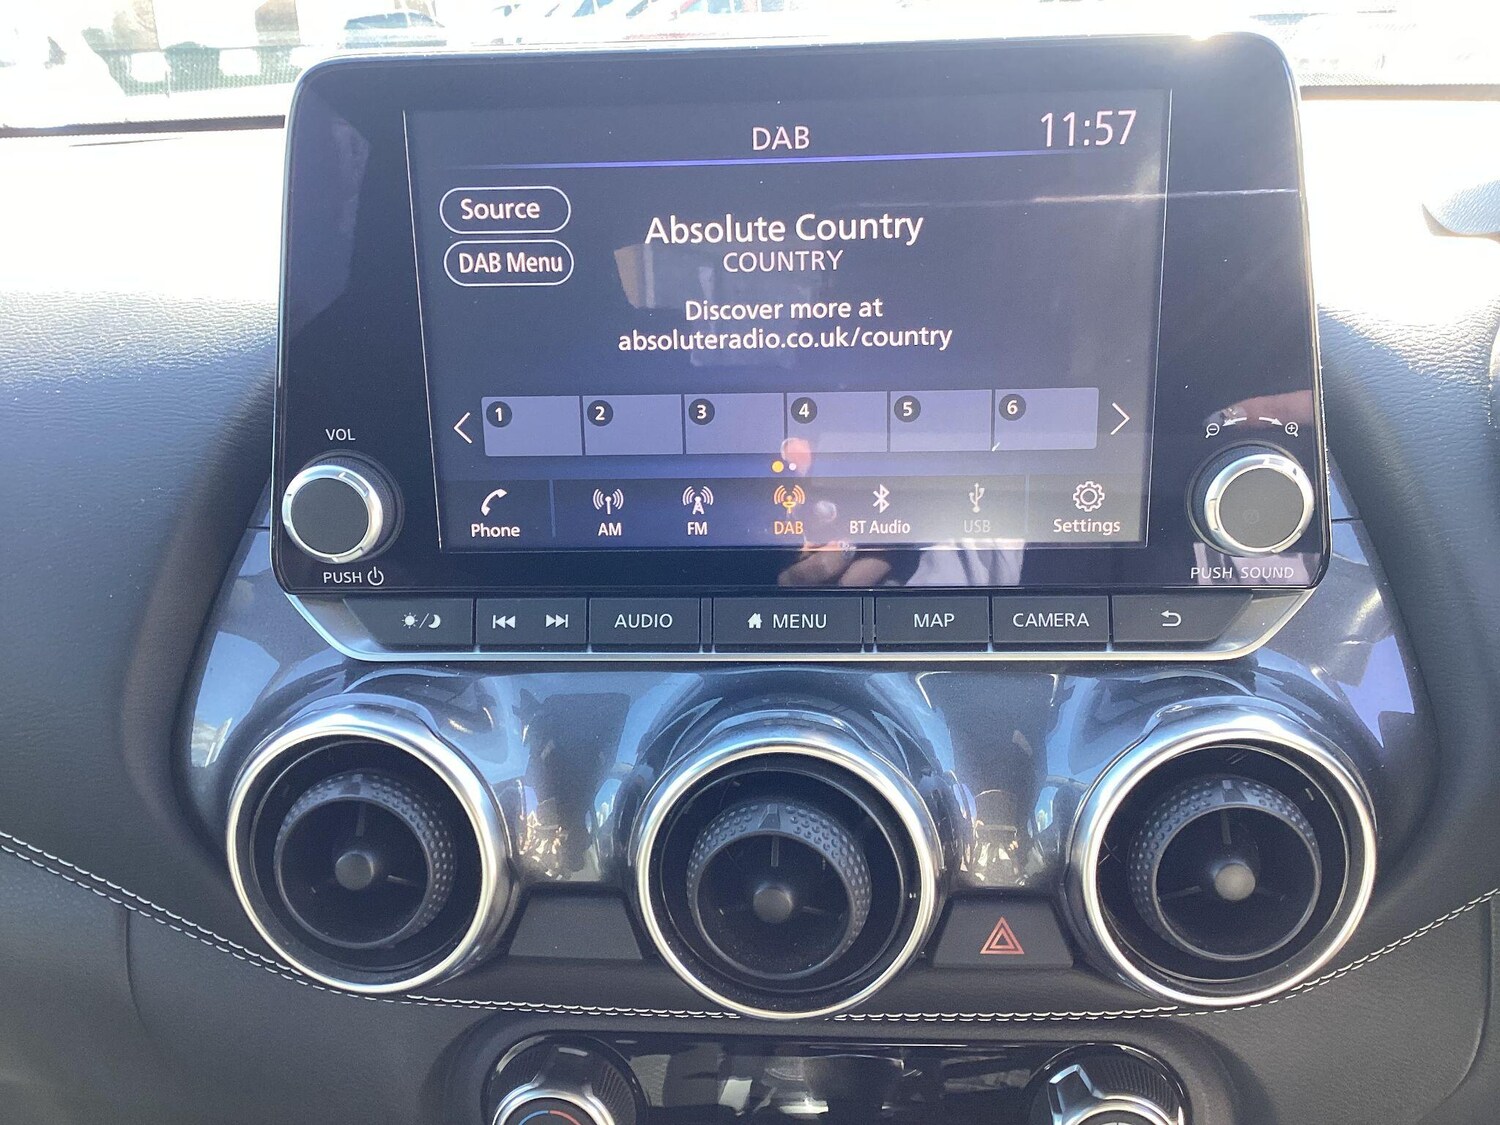 DAB
11:57
Source
DAB Menu
Absolute Country
COUNTRY
Discover more at
absoluteradio.co.uk/country
1 2 3 4 5 6
Phone AM FM DAB BT Audio USB Settings
VOL
PUSH
PUSH SOUND
AUDIO MENU MAP CAMERA